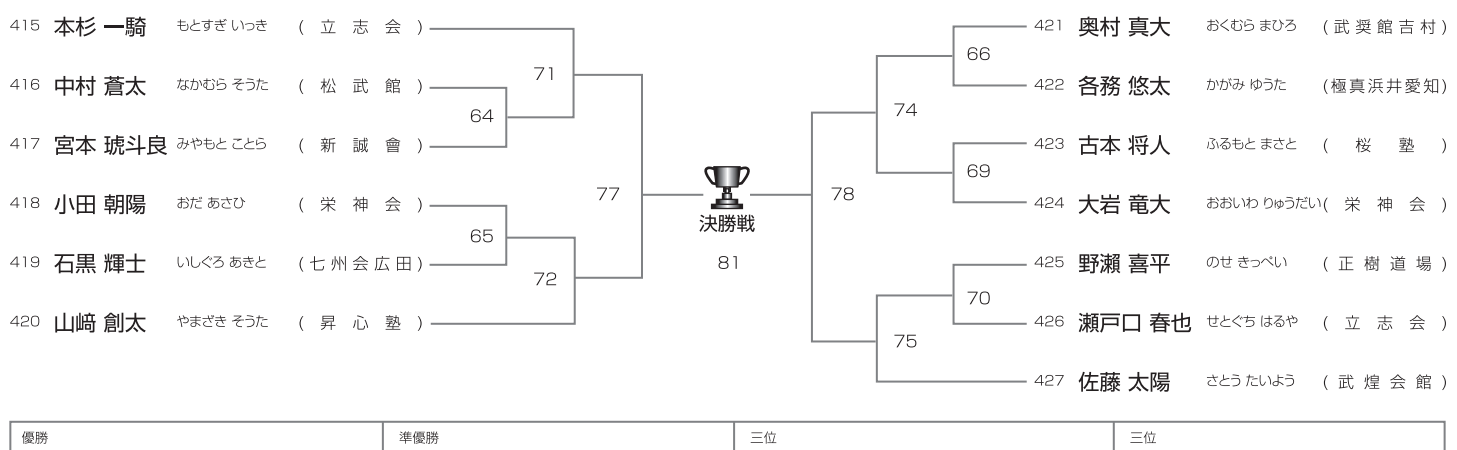 415 本杉 一騎 もとすぎ いっき (立志会)
416 中村 蒼太 なかむら そうた (松武館)
417 宮本 琥斗良 みやもと ことら (新誠會)
418 小田 朝陽 おだ あさひ (栄神会)
419 石黒 輝士 いしぐろ あきと (七州会広田)
420 山﨑 創太 やまざき そうた (昇心塾)
71
64
65
72
77
決勝戦
81
78
74
75
66
69
70
421 奥村 真大 おくむら まひろ (武奨館吉村)
422 各務 悠太 かがみ ゆうた (極真浜井愛知)
423 古本 将人 ふるもと まさと (桜塾)
424 大岩 竜大 おおいわ りゅうだい (栄神会)
425 野瀬 喜平 のせ きっぺい (正樹道場)
426 瀬戸口 春也 せとぐち はるや (立志会)
427 佐藤 太陽 さとう たいよう (武煌会館)
優勝 準優勝 三位 三位